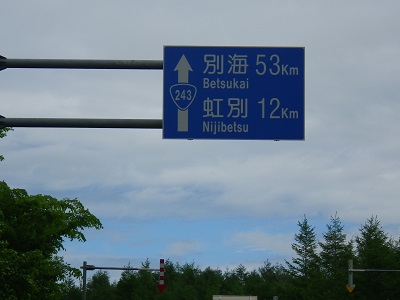 別海 53Km
Betsukai
243
虹別 12Km
Nijibetsu